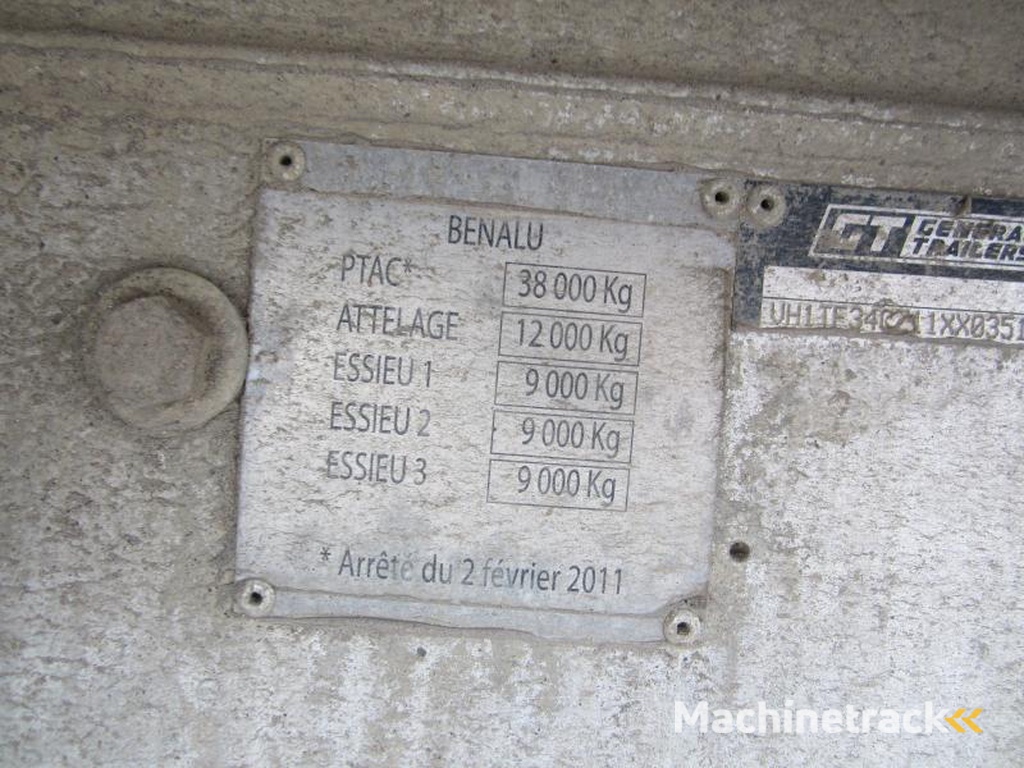 BENALU
PTAC* 38 000 Kg
ATTELAGE 12 000 Kg
ESSIEU 1 9 000 Kg
ESSIEU 2 9 000 Kg
ESSIEU 3 9 000 Kg
* Arrêté du 2 février 2011
GT
TRAILERS
Machinetrack